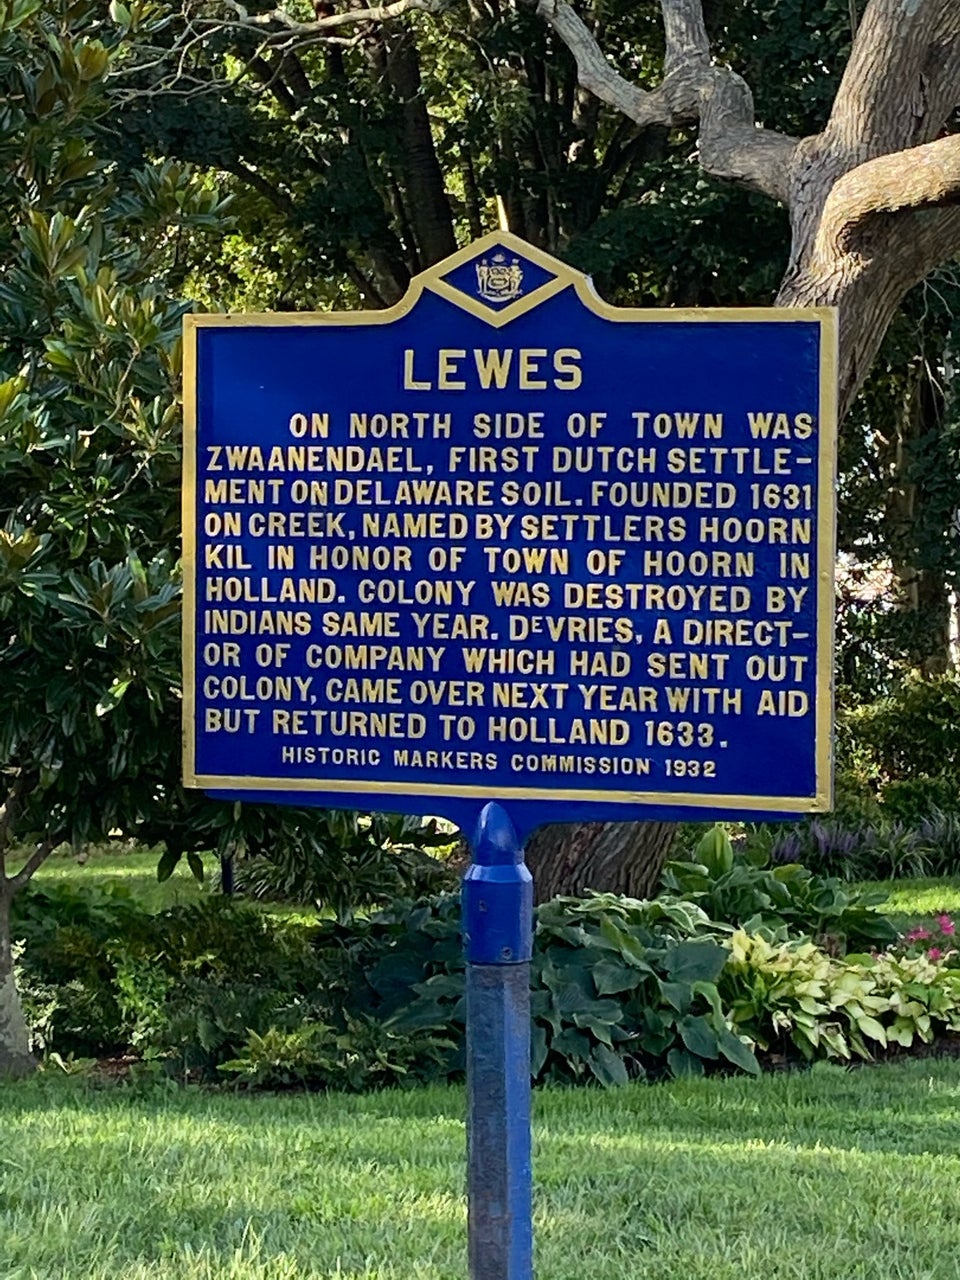 LEWES
ON NORTH SIDE OF TOWN WAS
ZWAANENDAEL, FIRST DUTCH SETTLE-
MENT ON DELAWARE SOIL. FOUNDED 1631
ON CREEK, NAMED BY SETTLERS HOORN
KIL IN HONOR OF TOWN OF HOORN IN
HOLLAND. COLONY WAS DESTROYED BY
INDIANS SAME YEAR. DEVRIES, A DIRECT-
OR OF COMPANY WHICH HAD SENT OUT
COLONY, CAME OVER NEXT YEAR WITH AID
BUT RETURNED TO HOLLAND 1633.
HISTORIC MARKERS COMMISSION 1932